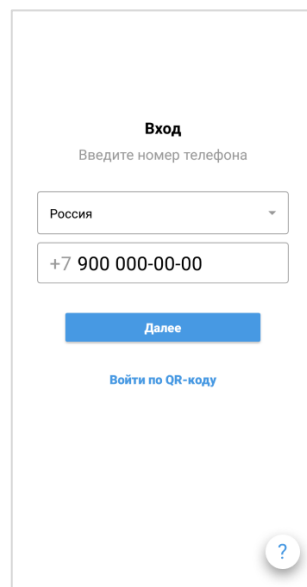 Вход
Введите номер телефона
Россия
+7 900 000-00-00
Далее
Войти по QR-коду
?